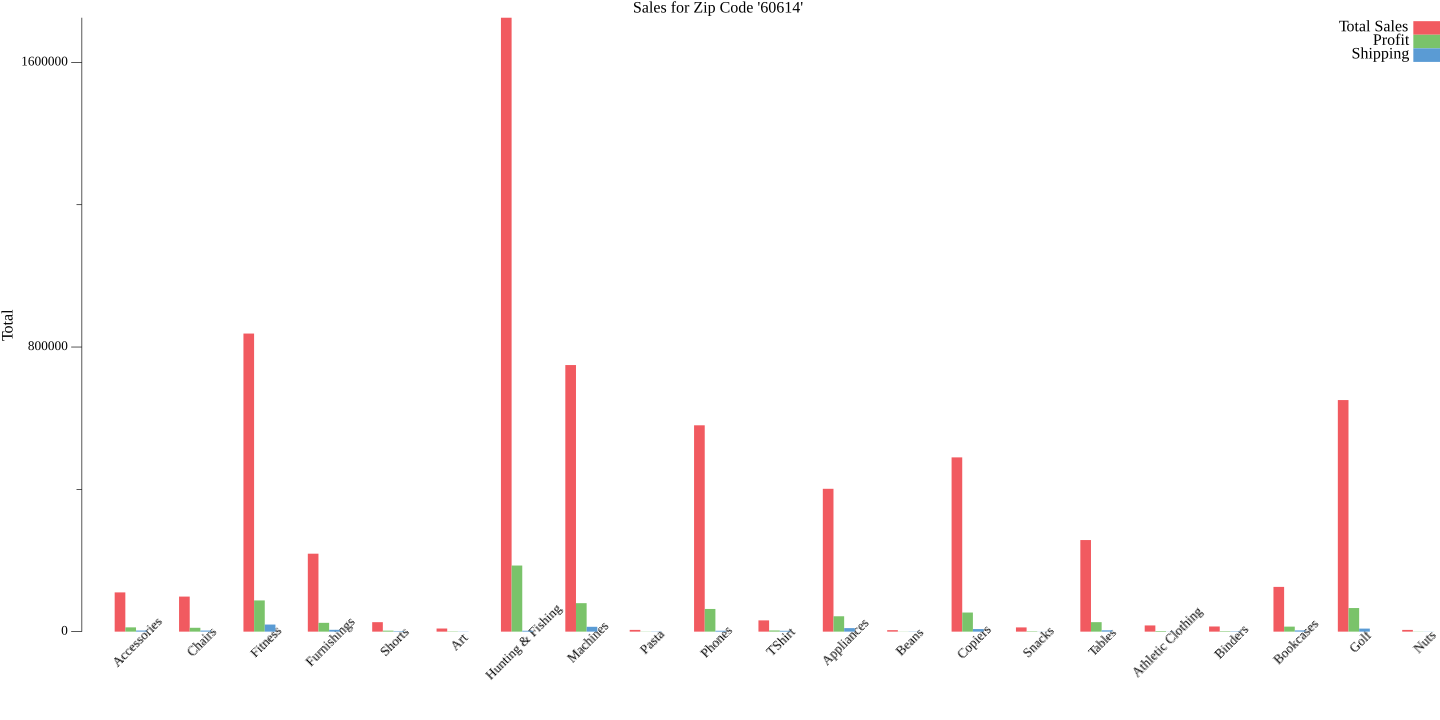 Sales for Zip Code '60614'
Total Sales
Profit
Shipping
1600000
800000
0
Total
Accessories
Chairs
Fitness
Furnishings
Shorts
Art
Hunting & Fishing
Machines
Pasta
Phones
TShirt
Appliances
Beans
Copiers
Snacks
Tables
Athletic Clothing
Binders
Bookcases
Golf
Nuts